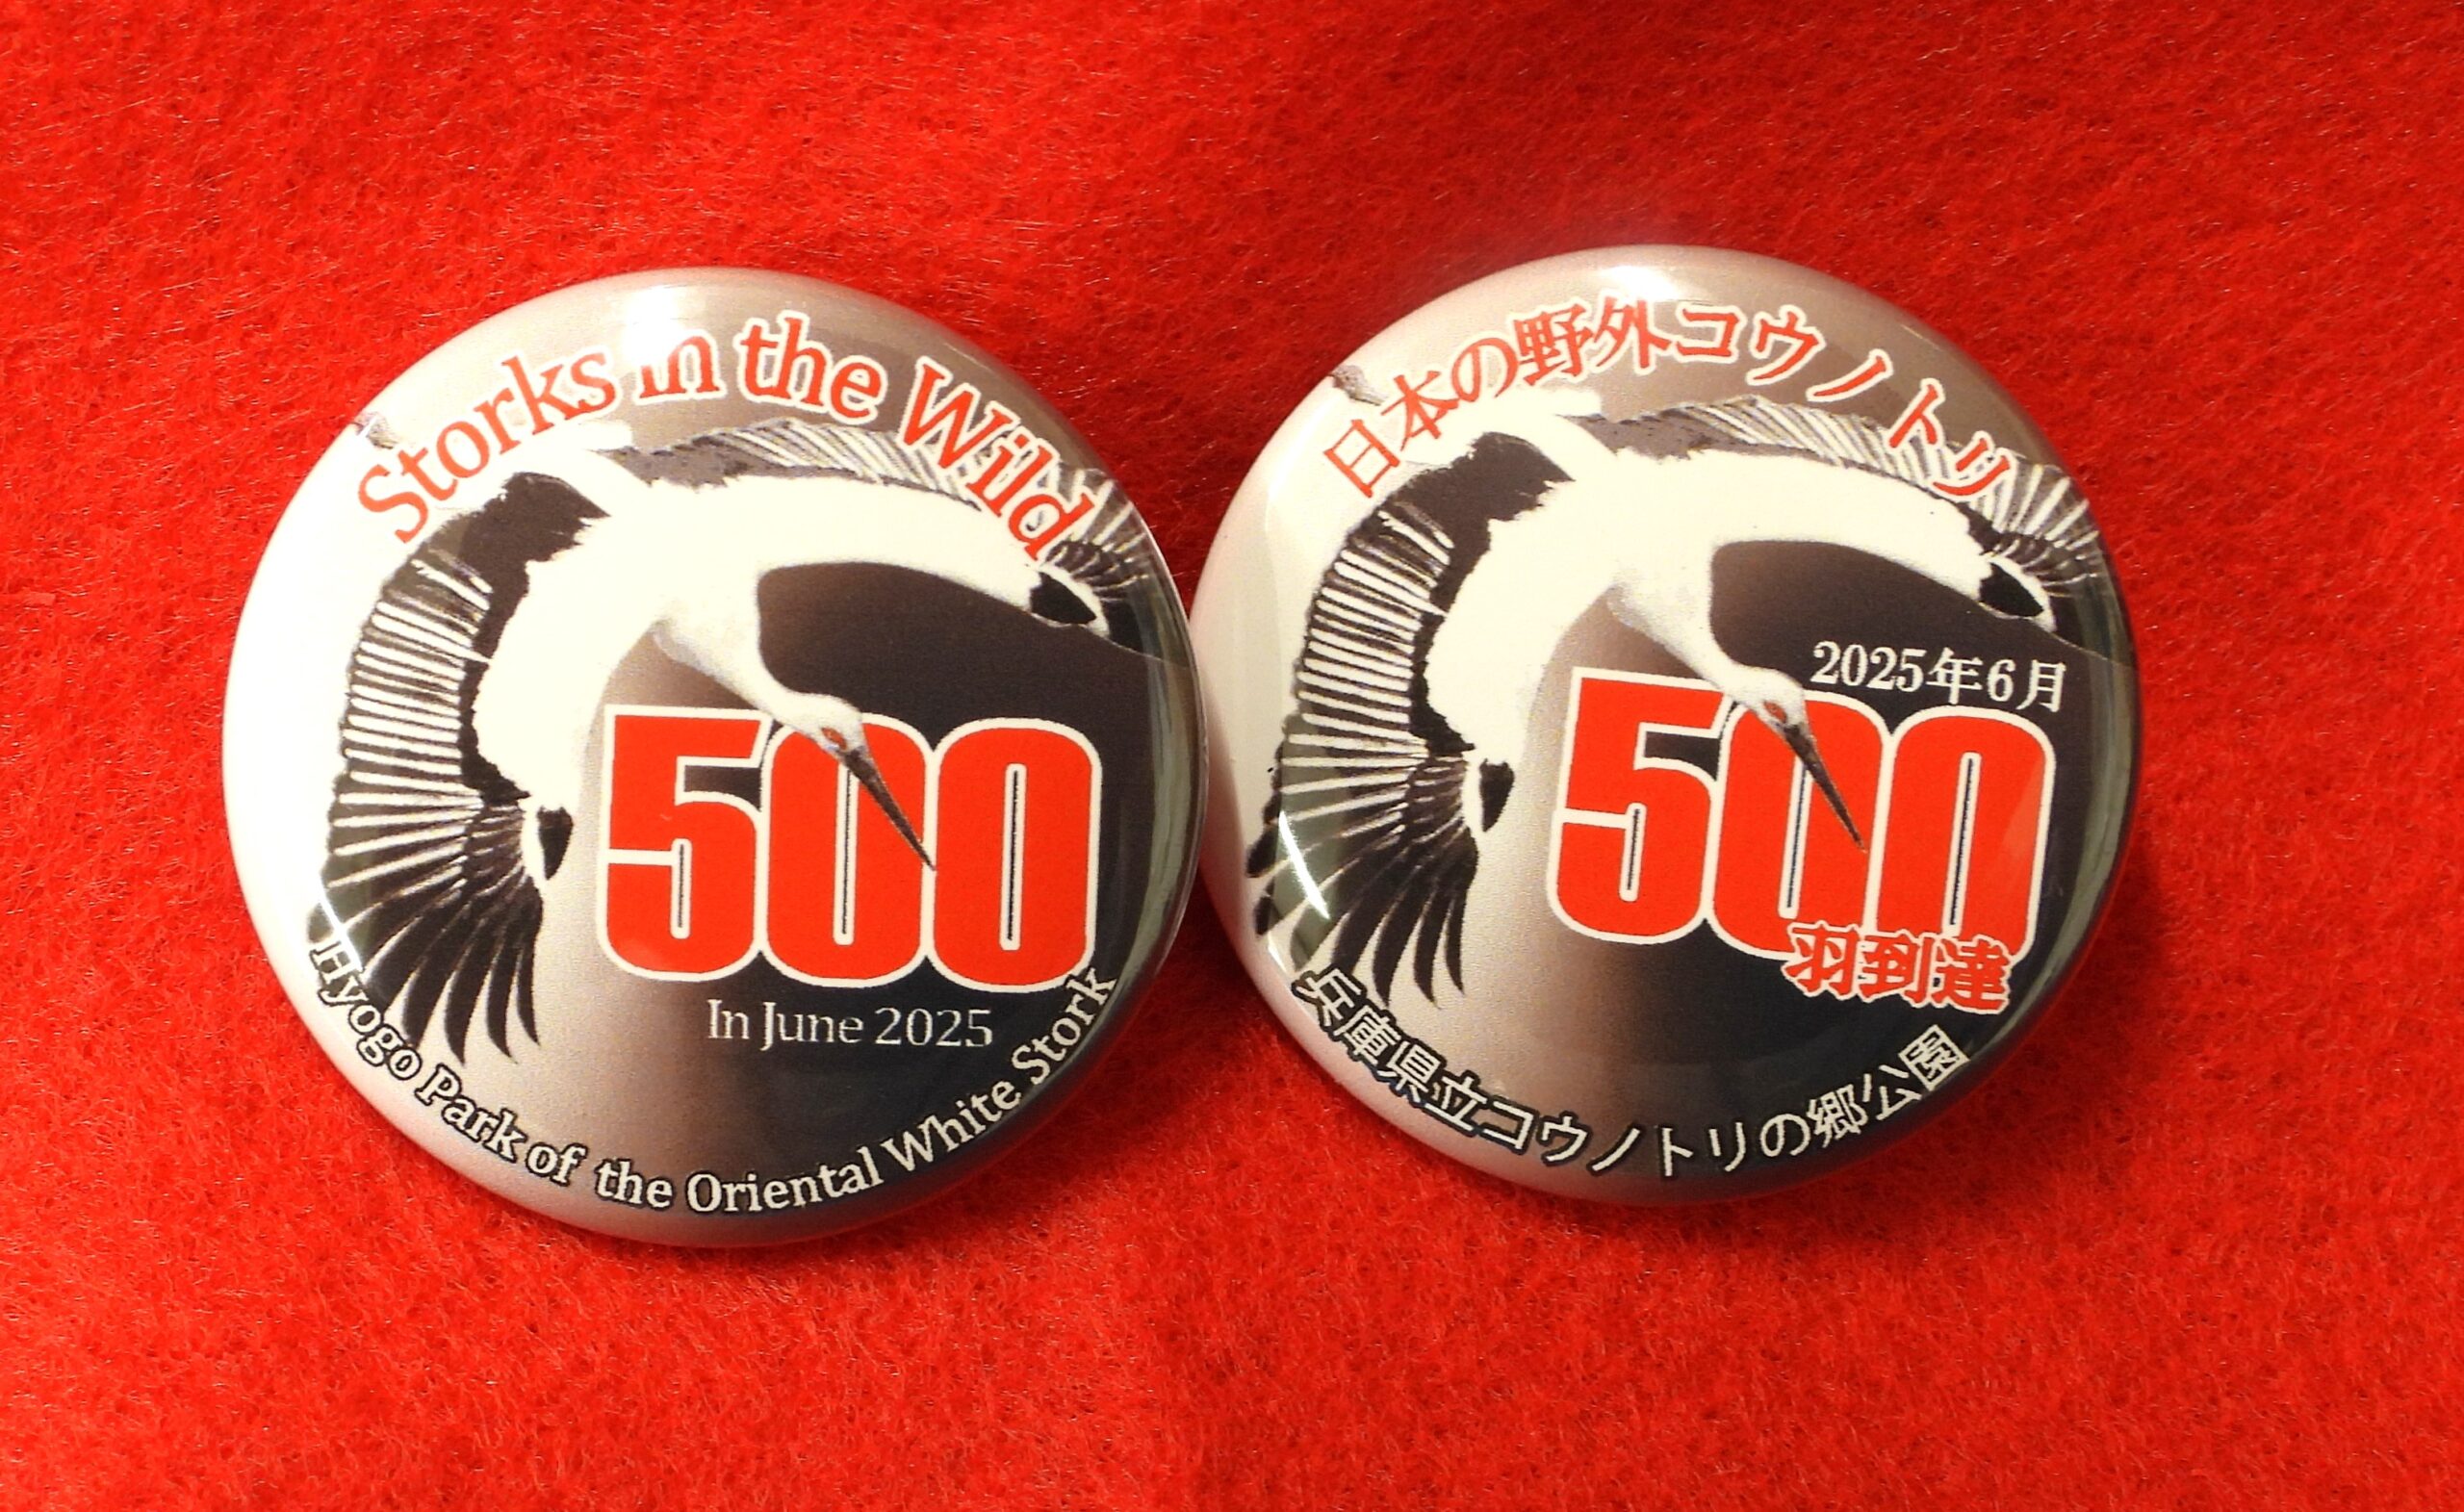 Storks in the Wild
500
In June 2025
Hyogo Park of the Oriental White Stork
日本の野外コウノトリ
2025年6月
500
羽到達
兵庫県立コウノトリの郷公園